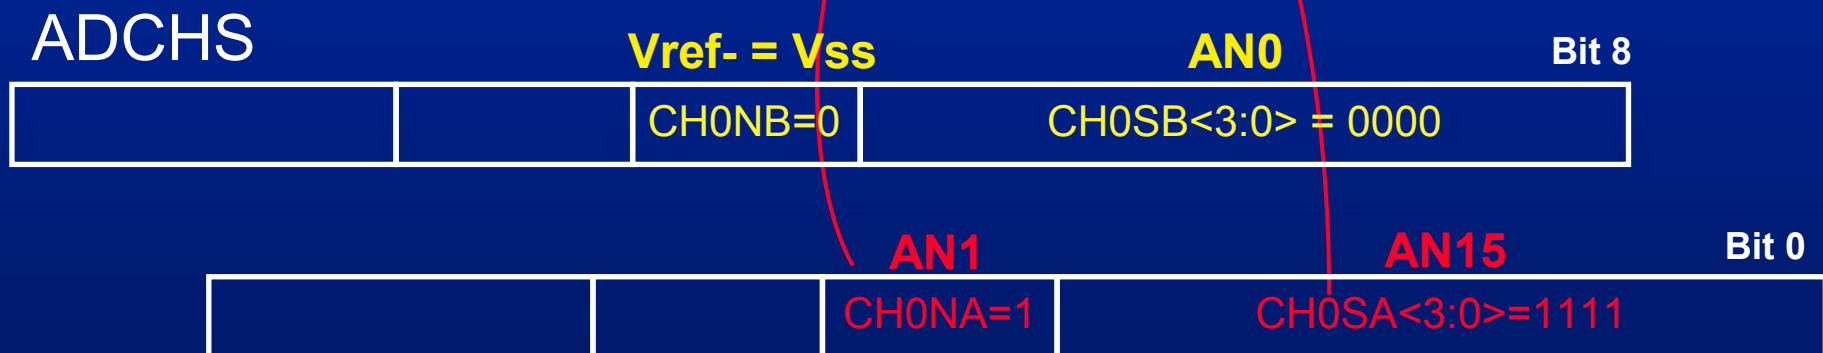 ADCHS
Vref- = Vss
AN0
Bit 8
CH0NB=0
CH0SB<3:0> = 0000
AN1
AN15
Bit 0
CH0NA=1
CH0SA<3:0>=1111